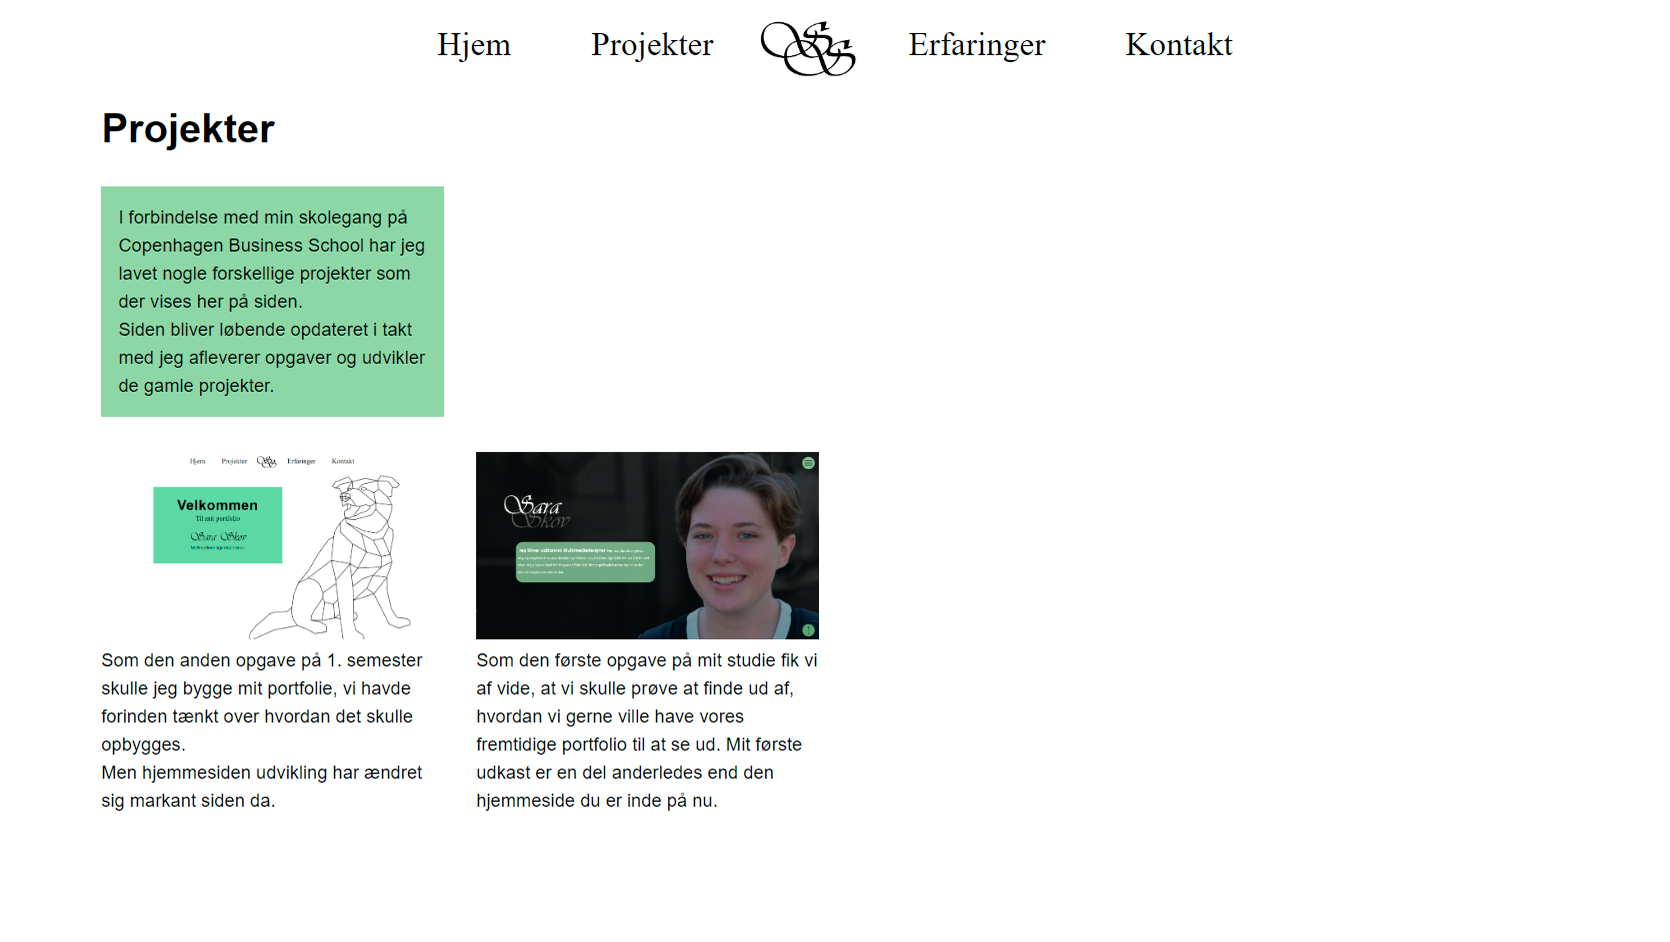 Hjem Projekter SS Erfaringer Kontakt
Projekter
I forbindelse med min skolegang på
Copenhagen Business School har jeg
lavet nogle forskellige projekter som
der vises her på siden.
Siden bliver løbende opdateret i takt
med jeg afleverer opgaver og udvikler
de gamle projekter.
Hjem Projekter SS Erfaringer Kontakt
Velkommen
Til mit portfolio
Sara Skov
Sara
Skov
Jeg bliver uddannet Multimediedesigner
Som den anden opgave på 1. semester
skulle jeg bygge mit portfolie, vi havde
forinden tænkt over hvordan det skulle
opbygges.
Men hjemmesiden udvikling har ændret
sig markant siden da.
Som den første opgave på mit studie fik vi
af vide, at vi skulle prøve at finde ud af,
hvordan vi gerne ville have vores
fremtidige portfolio til at se ud. Mit første
udkast er en del anderledes end den
hjemmeside du er inde på nu.